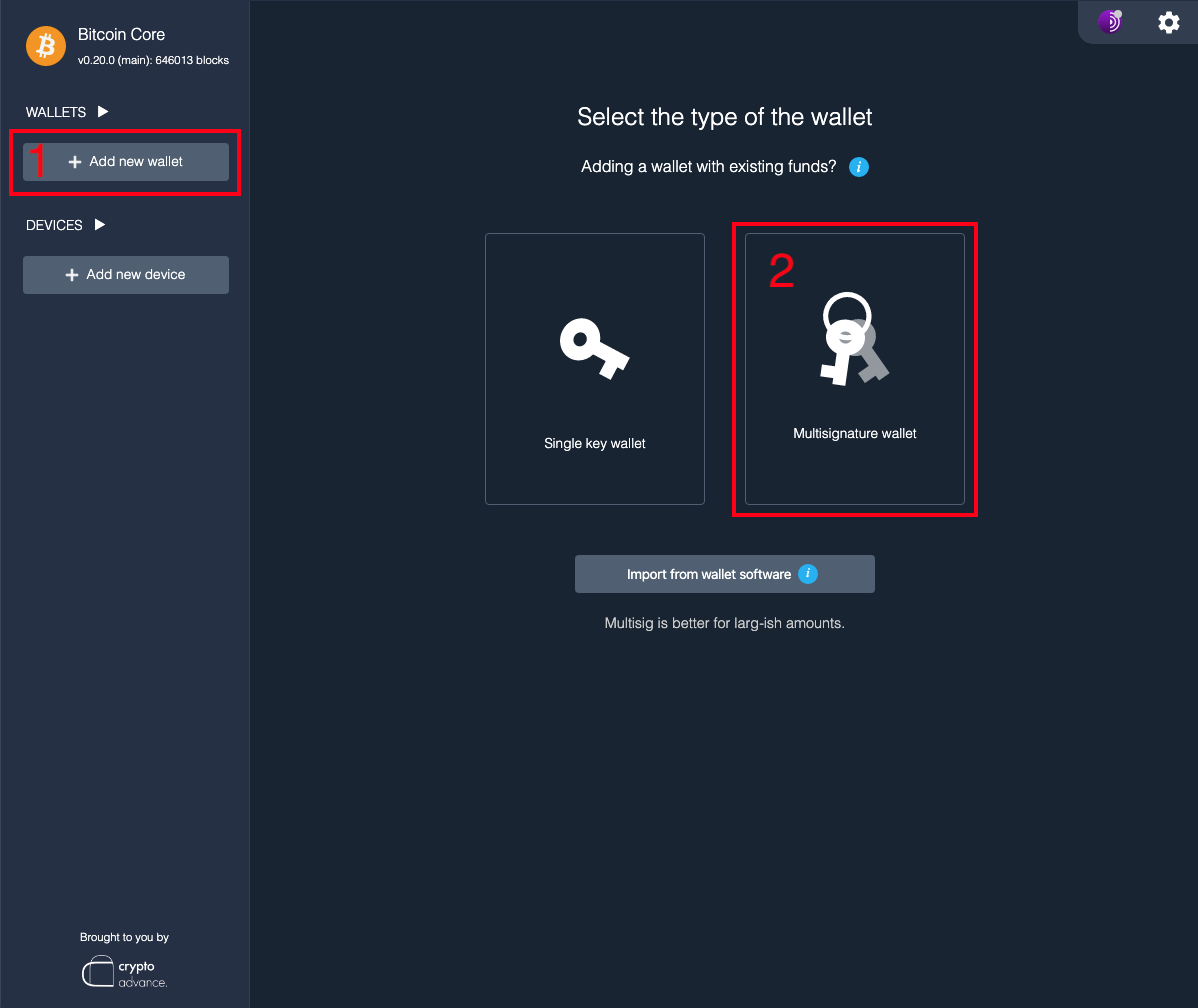 Bitcoin Core
v0.20.0 (main): 646013 blocks
WALLETS
1
Add new wallet
DEVICES
Add new device
Select the type of the wallet
Adding a wallet with existing funds? i
Single key wallet
2
Multisignature wallet
Import from wallet software i
Multisig is better for larg-ish amounts.
Brought to you by
crypto
advance.